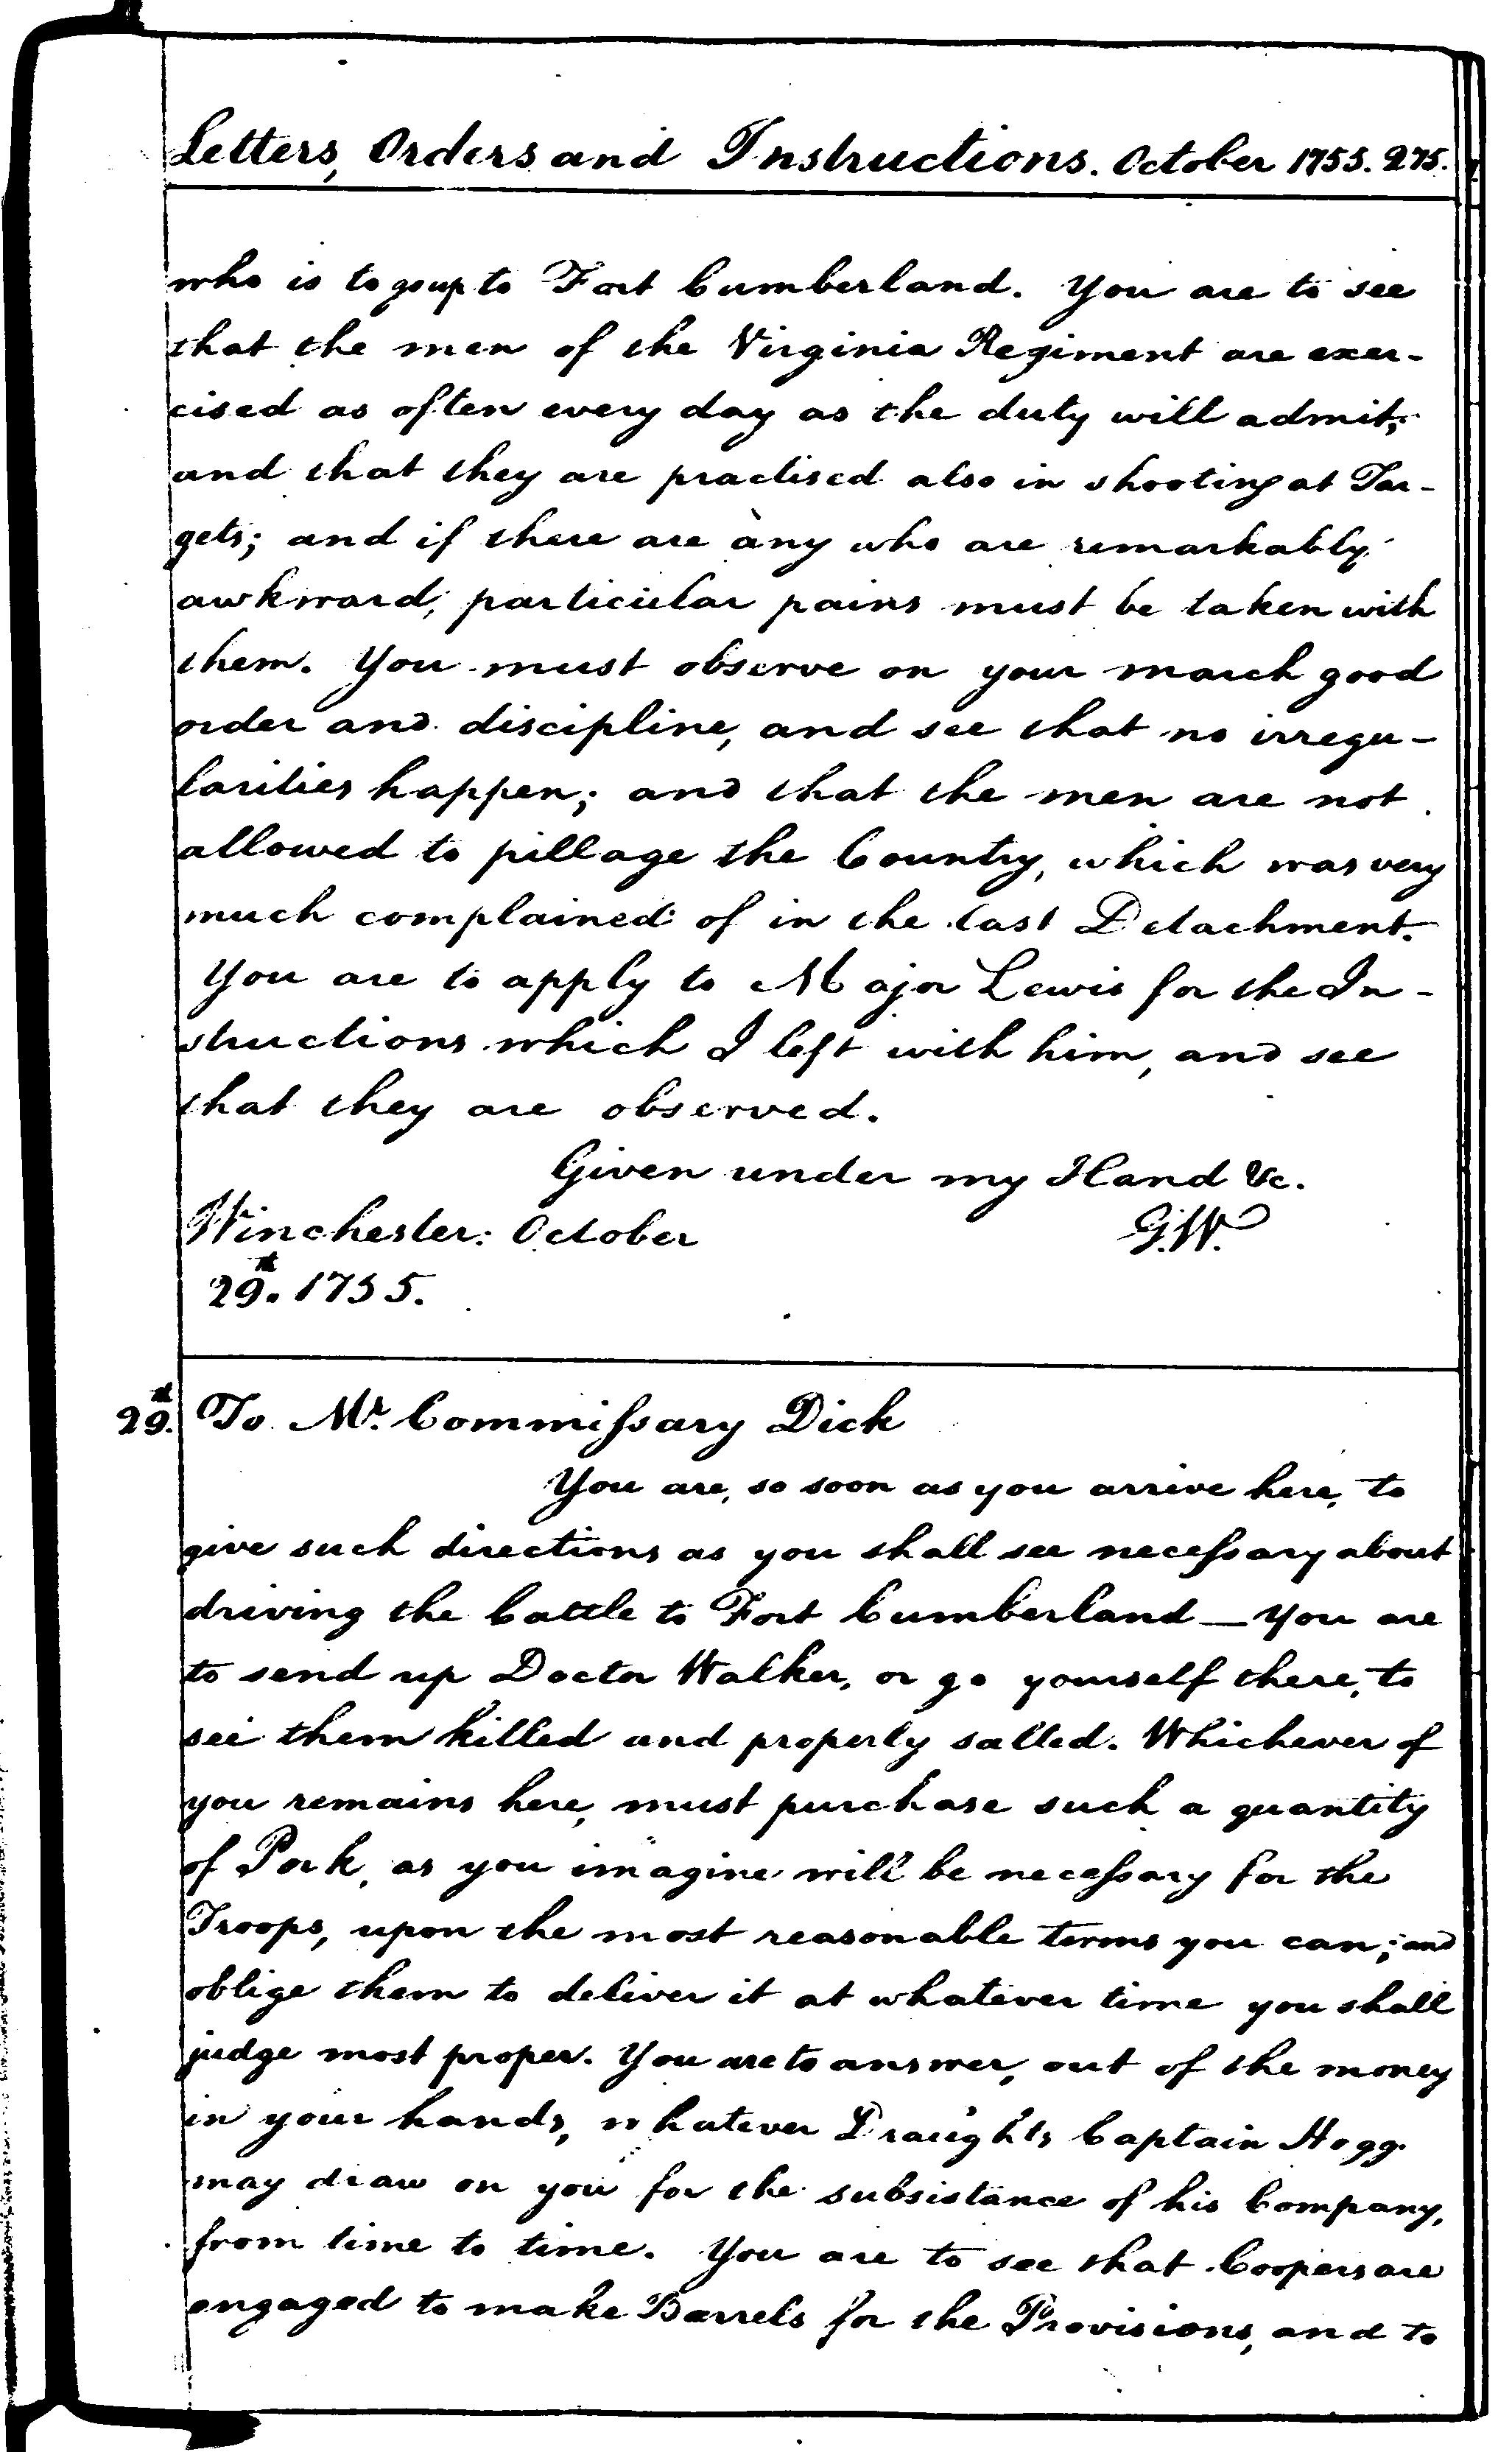 Letters, Orders and Instructions. October 1755. 275.
who is to go up to Fort Cumberland. You are to see
that the men of the Virginia Regiment are exer-
cised as often every day as the duty will admit;
and that they are practised also in shooting at Tar-
gets; and if there are any who are remarkably
awkward, particular pains must be taken with
them. You must observe on your march good
order and discipline, and see that no irregu-
larities happen; and that the men are not
allowed to pillage the Country, which was very
much complained of in the last Detachment.
You are to apply to Major Lewis for the In-
structions which I left with him, and see
that they are observed.
Given under my Hand &c.
Winchester: October G.W.
29.th 1755.
29.th To Mr. Commiſsary Dick
You are, so soon as you arrive here, to
give such directions as you shall see neceſsary about
driving the Cattle to Fort Cumberland — You are
to send up Doctor Walker, or go yourself there, to
see them killed and properly salted. Whichever of
you remains here, must purchase such a quantity
of Pork, as you imagine will be neceſsary for the
Troops, upon the most reasonable terms you can; and
oblige them to deliver it at whatever time you shall
judge most proper. You are to answer, out of the money
in your hands, whatever Draughts Captain Hogg
may draw on you for the subsistance of his Company,
from time to time. You are to see that Coopers are
engaged to make Barrels for the Provisions, and to